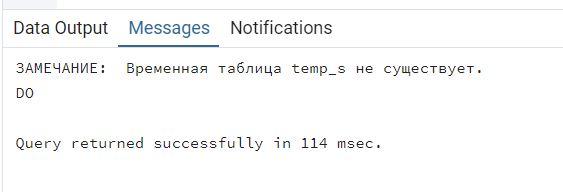 Data Output Messages Notifications
ЗАМЕЧАНИЕ: Временная таблица temp_s не существует.
DO
Query returned successfully in 114 msec.